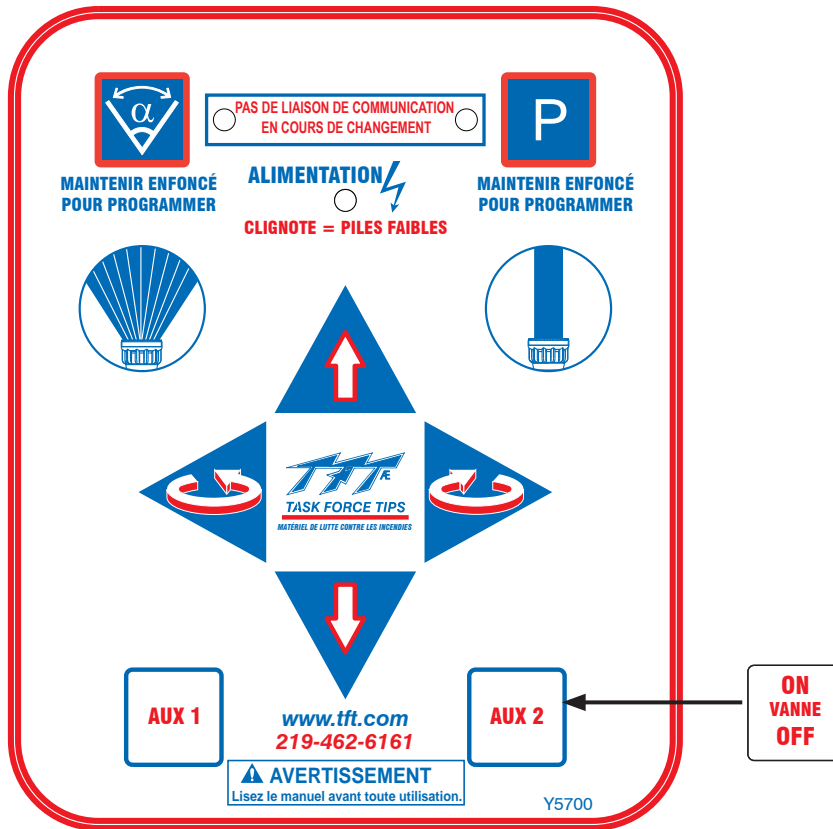 α
PAS DE LIAISON DE COMMUNICATION
EN COURS DE CHANGEMENT
P
MAINTENIR ENFONCÉ
POUR PROGRAMMER
ALIMENTATION
CLIGNOTE = PILES FAIBLES
MAINTENIR ENFONCÉ
POUR PROGRAMMER
TFT Æ
TASK FORCE TIPS
MATÉRIEL DE LUTTE CONTRE LES INCENDIES
AUX 1
AUX 2
ON
VANNE
OFF
www.tft.com
219-462-6161
AVERTISSEMENT
Lisez le manuel avant toute utilisation.
Y5700